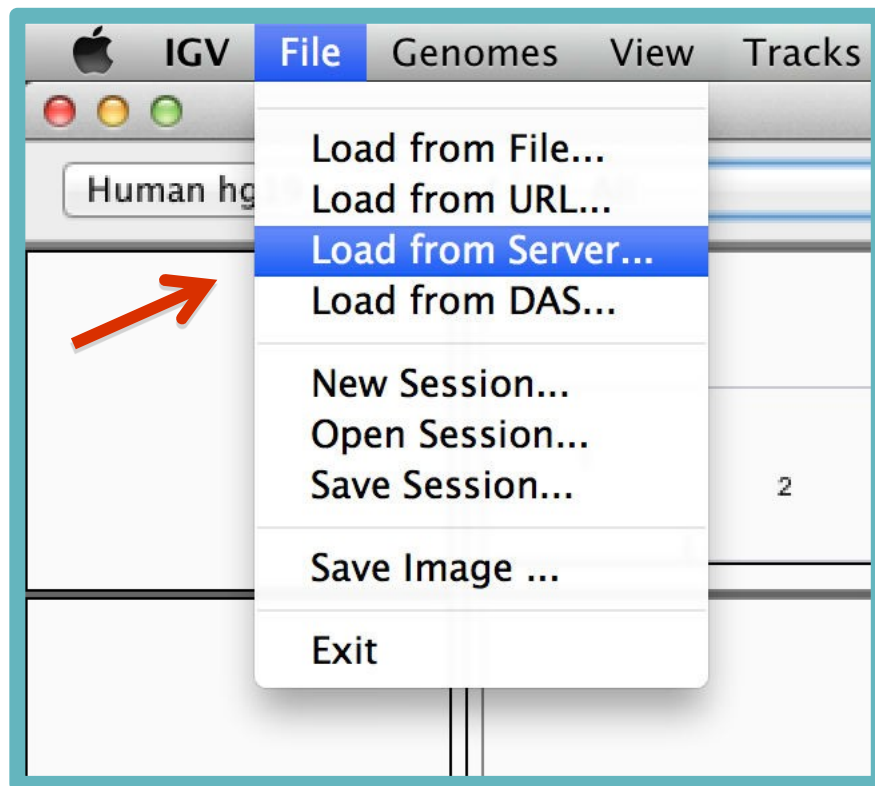 IGV File Genomes View Tracks
Load from File...
Human hg
Load from URL...
Load from Server...
Load from DAS...
New Session...
Open Session...
Save Session...
2
Save Image ...
Exit